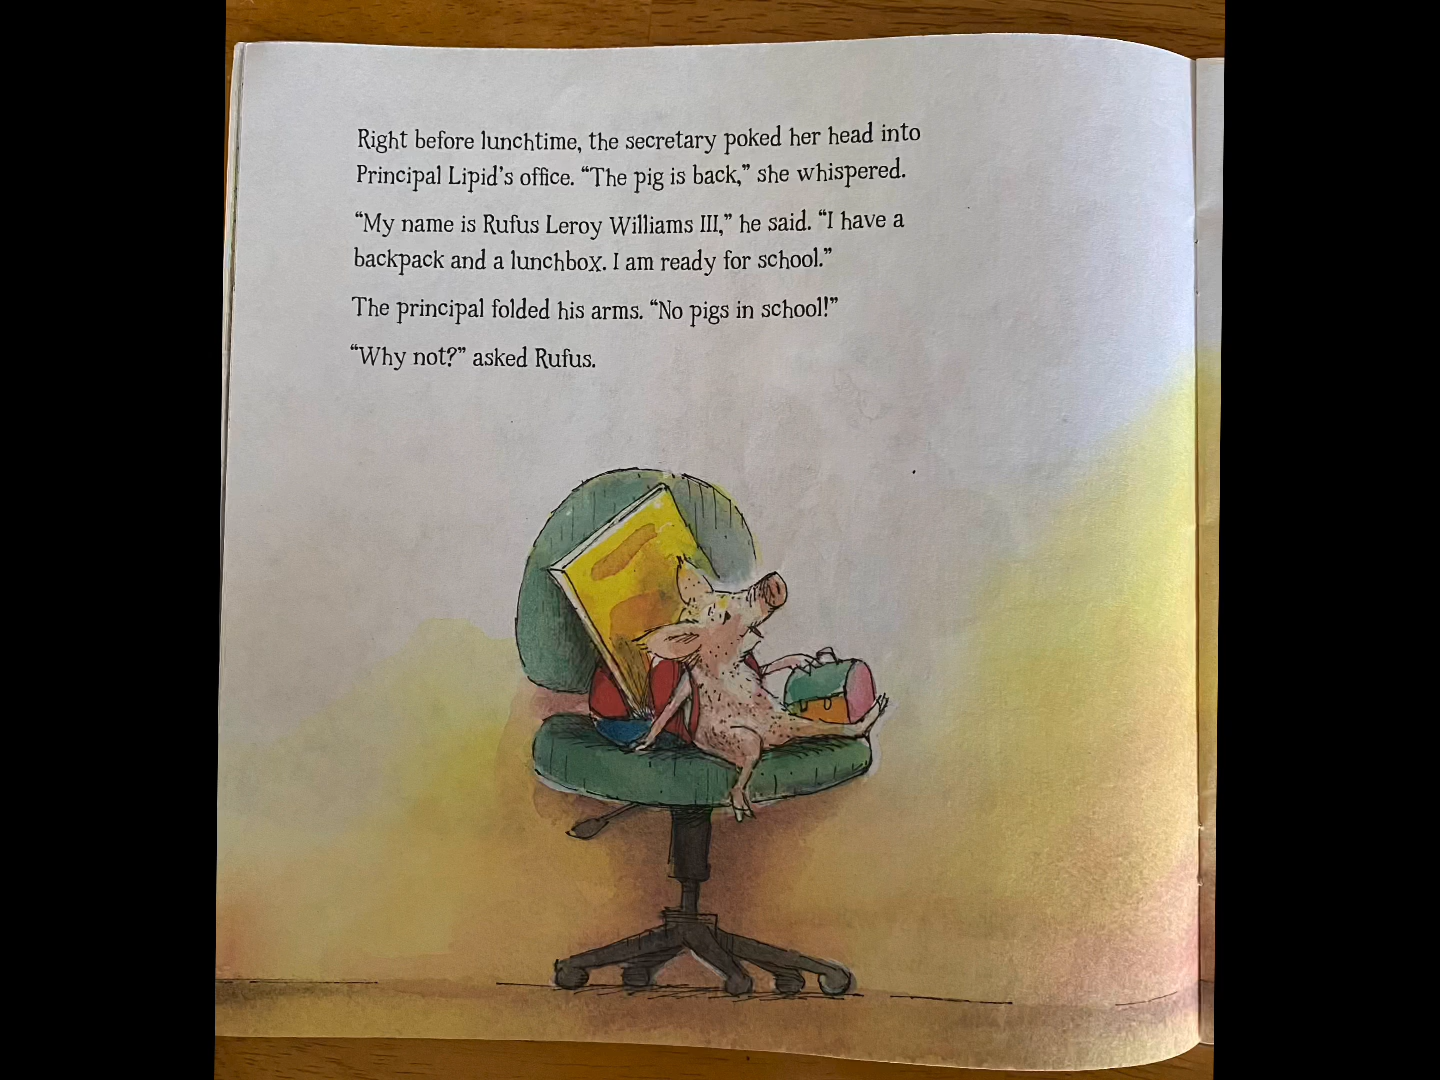 Right before lunchtime, the secretary poked her head into
Principal Lipid’s office. “The pig is back,” she whispered.
“My name is Rufus Leroy Williams III,” he said. “I have a
backpack and a lunchbox. I am ready for school.”
The principal folded his arms. “No pigs in school!”
“Why not?” asked Rufus.